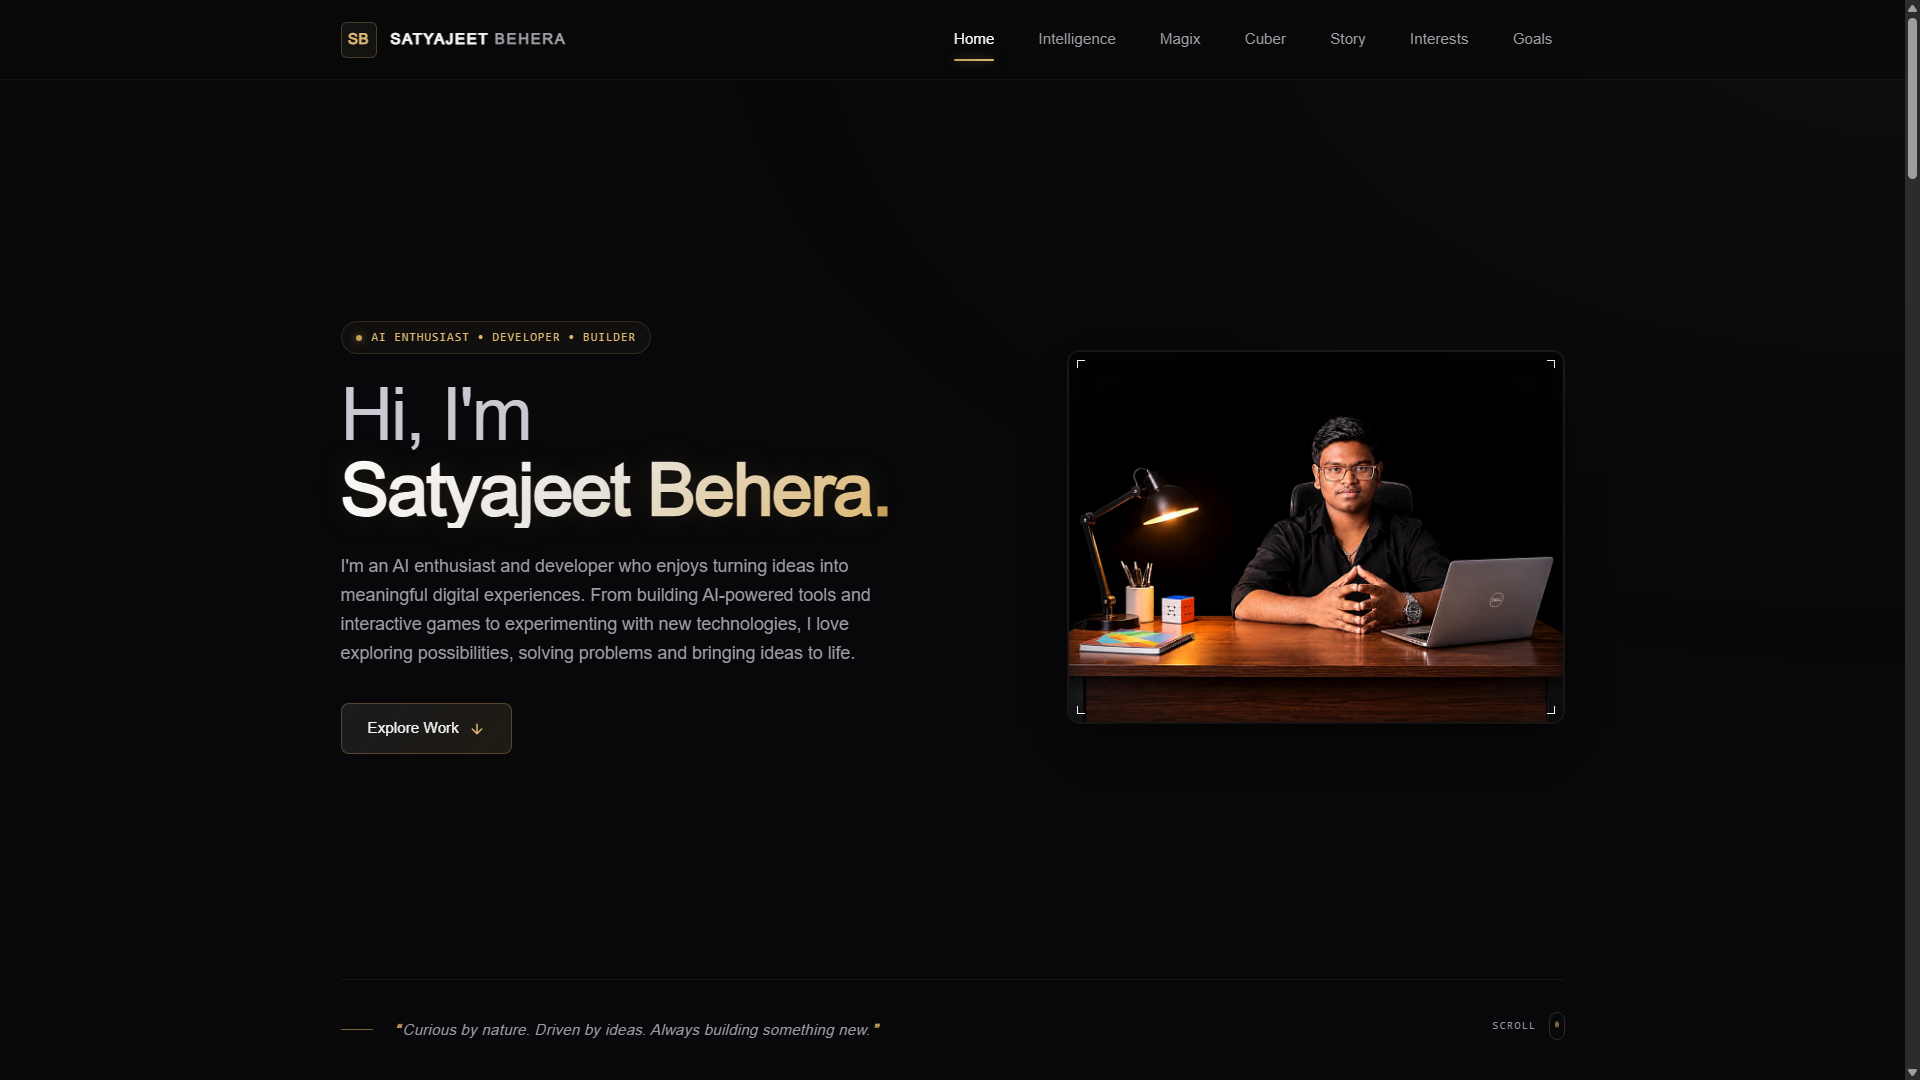 SB SATYAJEET BEHERA
Home Intelligence Magix Cuber Story Interests Goals
AI ENTHUSIAST • DEVELOPER • BUILDER
Hi, I'm
Satyajeet Behera.
I'm an AI enthusiast and developer who enjoys turning ideas into
meaningful digital experiences. From building AI-powered tools and
interactive games to experimenting with new technologies, I love
exploring possibilities, solving problems and bringing ideas to life.
Explore Work ↓
DELL
"Curious by nature. Driven by ideas. Always building something new."
SCROLL